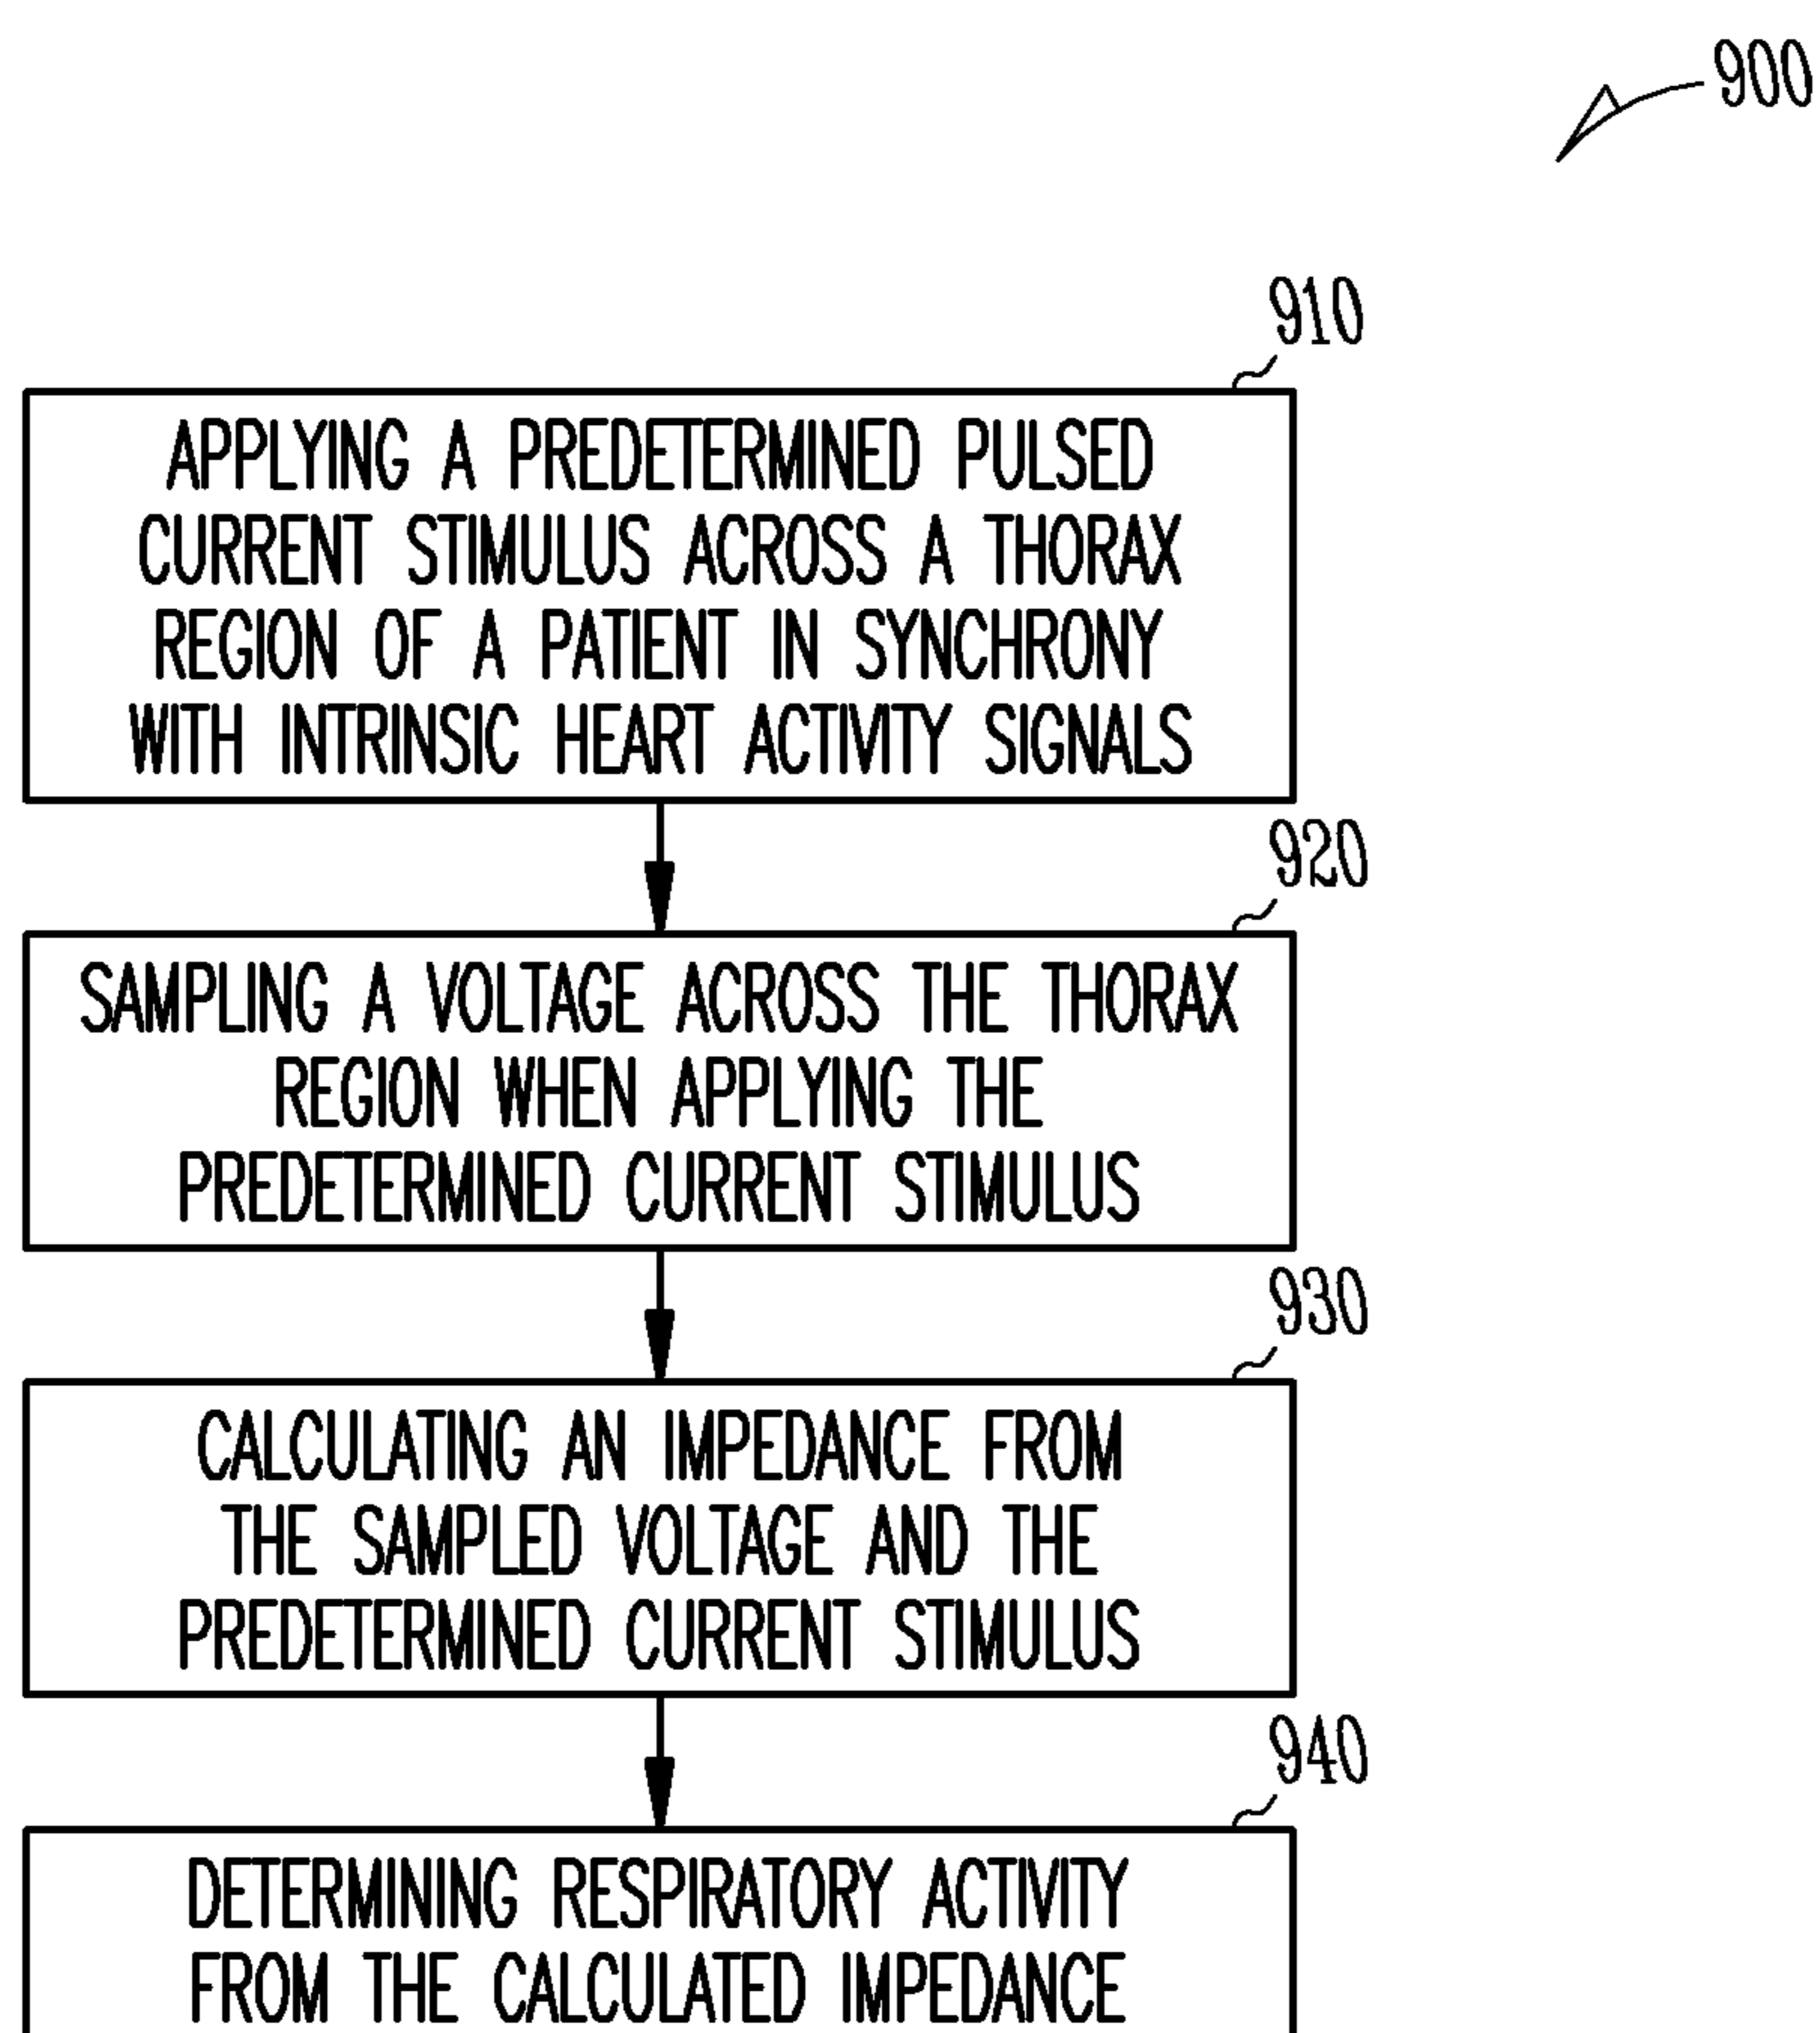 900
910
APPLYING A PREDETERMINED PULSED
CURRENT STIMULUS ACROSS A THORAX
REGION OF A PATIENT IN SYNCHRONY
WITH INTRINSIC HEART ACTIVITY SIGNALS
920
SAMPLING A VOLTAGE ACROSS THE THORAX
REGION WHEN APPLYING THE
PREDETERMINED CURRENT STIMULUS
930
CALCULATING AN IMPEDANCE FROM
THE SAMPLED VOLTAGE AND THE
PREDETERMINED CURRENT STIMULUS
940
DETERMINING RESPIRATORY ACTIVITY
FROM THE CALCULATED IMPEDANCE